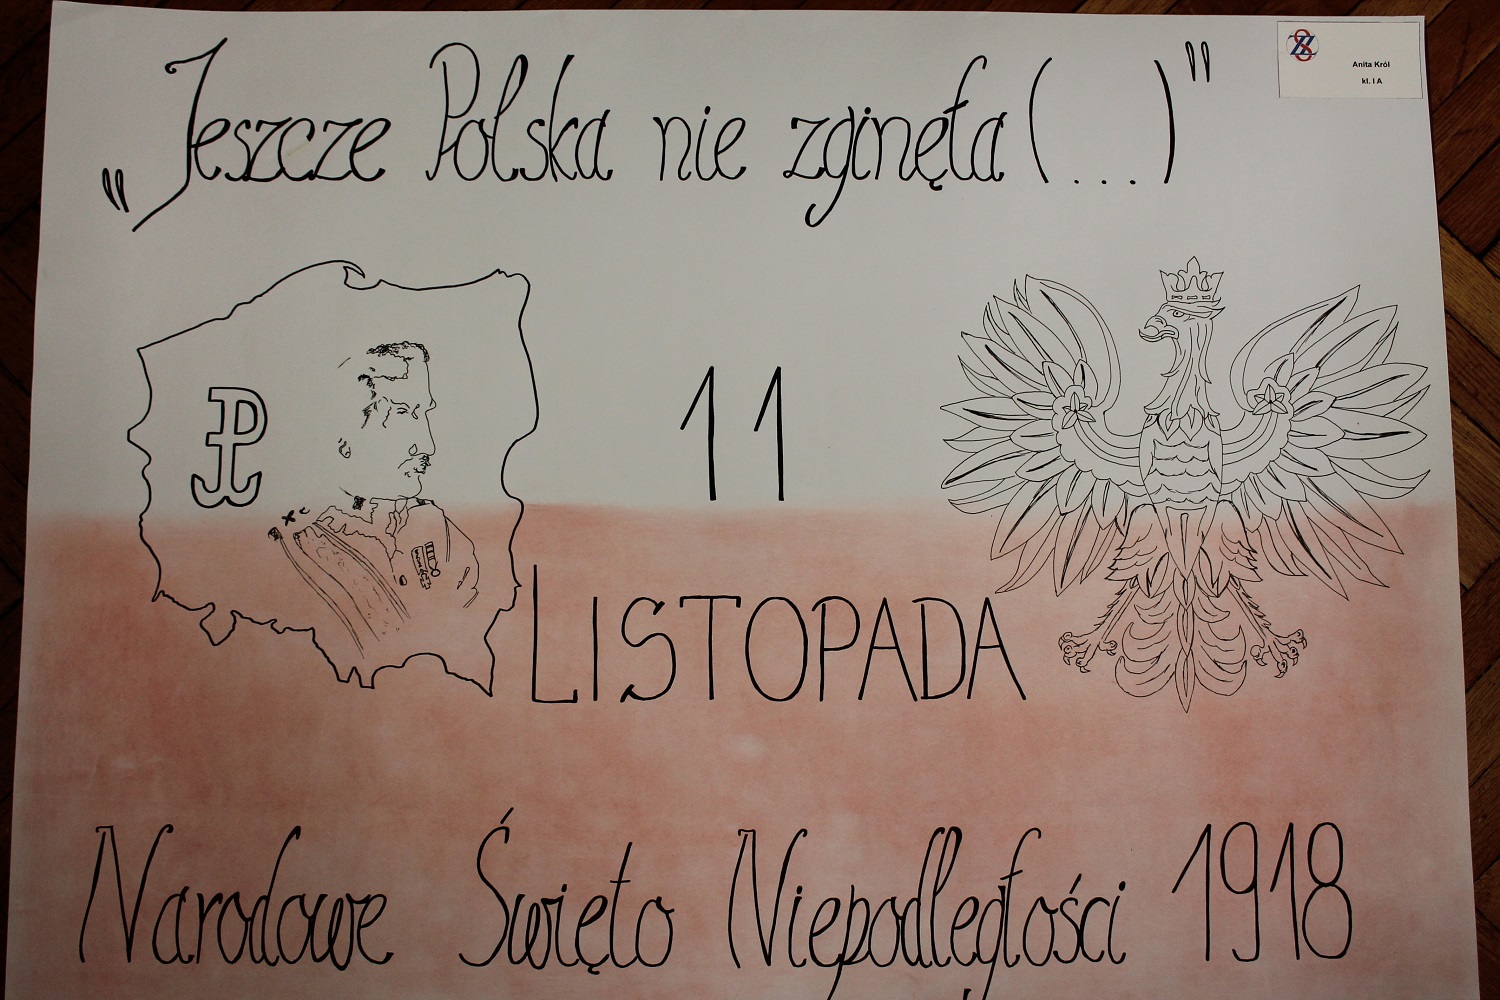 „Jeszcze Polska nie zginęła (...)"
Anita Król
kl. I A
11
LISTOPADA
Narodowe Święto Niepodległości 1918